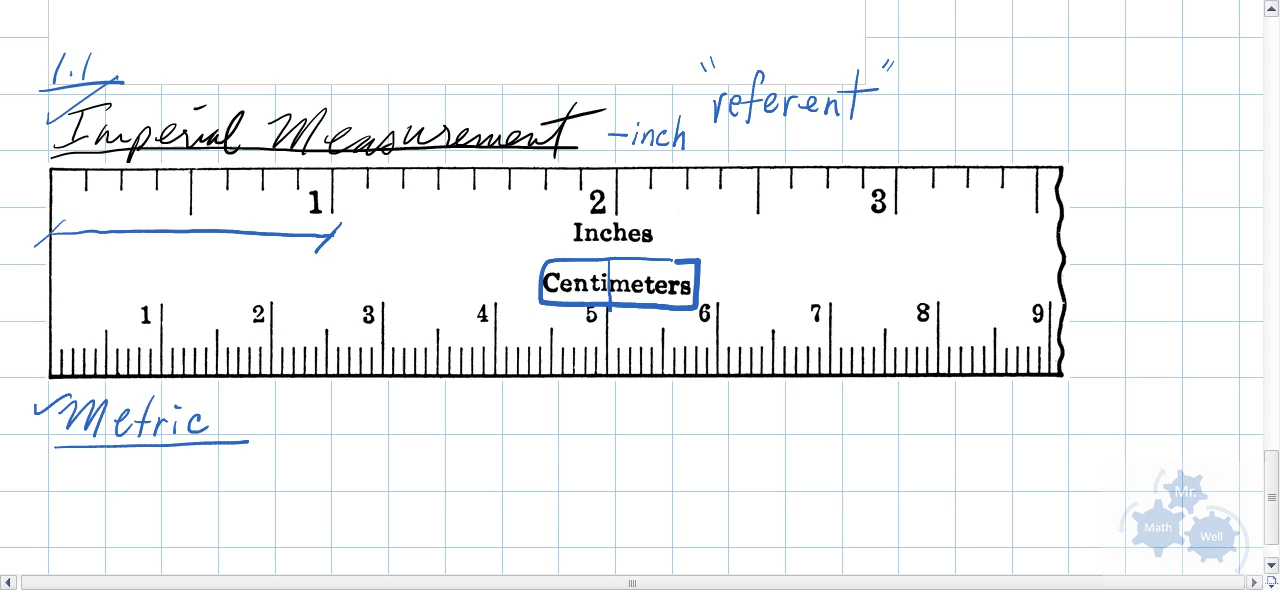 1.1
"referent"
Imperial Measurement -inch
1 2 3
Inches
Centimeters
1 2 3 4 5 6 7 8 9
Metric
Mr.
Math Well